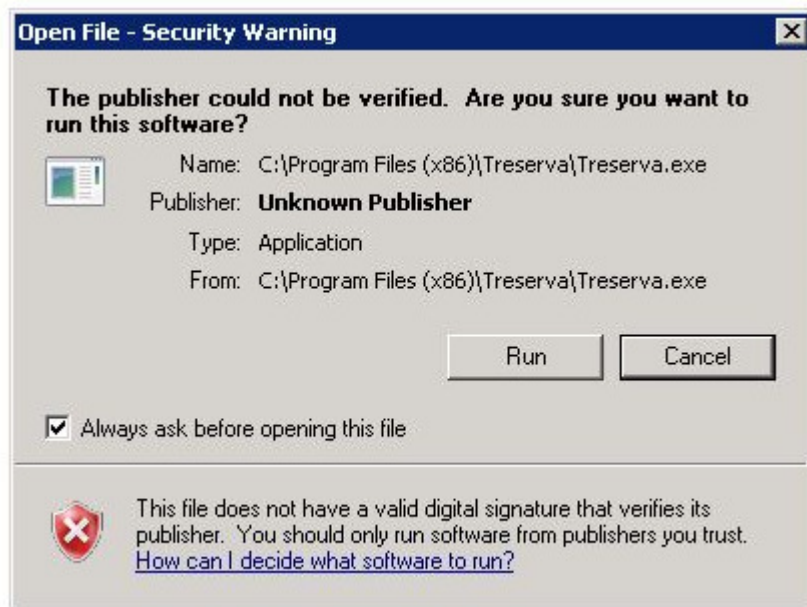 Open File - Security Warning
The publisher could not be verified.  Are you sure you want to
run this software?
Name: C:\Program Files (x86)\Treserva\Treserva.exe
Publisher: Unknown Publisher
Type: Application
From: C:\Program Files (x86)\Treserva\Treserva.exe
Run Cancel
Always ask before opening this file
This file does not have a valid digital signature that verifies its
publisher.  You should only run software from publishers you trust.
How can I decide what software to run?